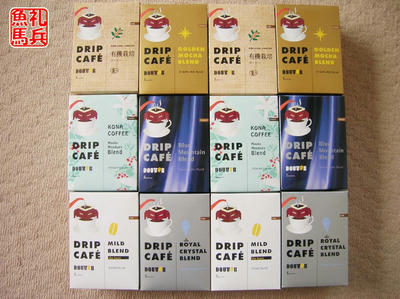 魚礼
馬兵
DRIP
CAFÉ
DOUTOR
有機栽培
DRIP
CAFÉ
DOUTOR
GOLDEN
MOCHA
BLEND
DRIP
CAFÉ
DOUTOR
有機栽培
DRIP
CAFÉ
DOUTOR
GOLDEN
MOCHA
BLEND
DRIP
CAFÉ
DOUTOR
KONA
COFFEE
Blend
DRIP
CAFÉ
DOUTOR
Blue
Mountain
Blend
DRIP
CAFÉ
DOUTOR
KONA
COFFEE
Blend
DRIP
CAFÉ
DOUTOR
Blue
Mountain
Blend
DRIP
CAFÉ
DOUTOR
MILD
BLEND
DRIP
CAFÉ
DOUTOR
ROYAL
CRYSTAL
BLEND
DRIP
CAFÉ
DOUTOR
MILD
BLEND
DRIP
CAFÉ
DOUTOR
ROYAL
CRYSTAL
BLEND